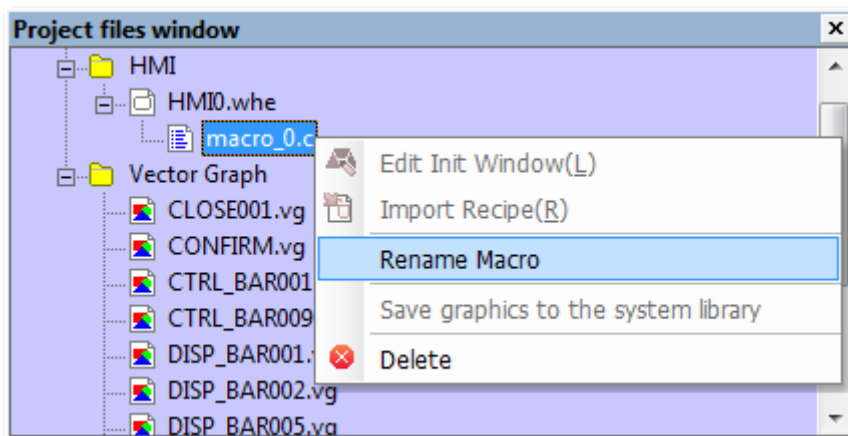 Project files window
HMI
HMI0.whe
macro_0.c
Edit Init Window(L)
Vector Graph
CLOSE001.vg
Import Recipe(R)
CONFIRM.vg
Rename Macro
CTRL_BAR001
CTRL_BAR009
Save graphics to the system library
DISP_BAR001.
Delete
DISP_BAR002.vg
DISP_BAR005.vg